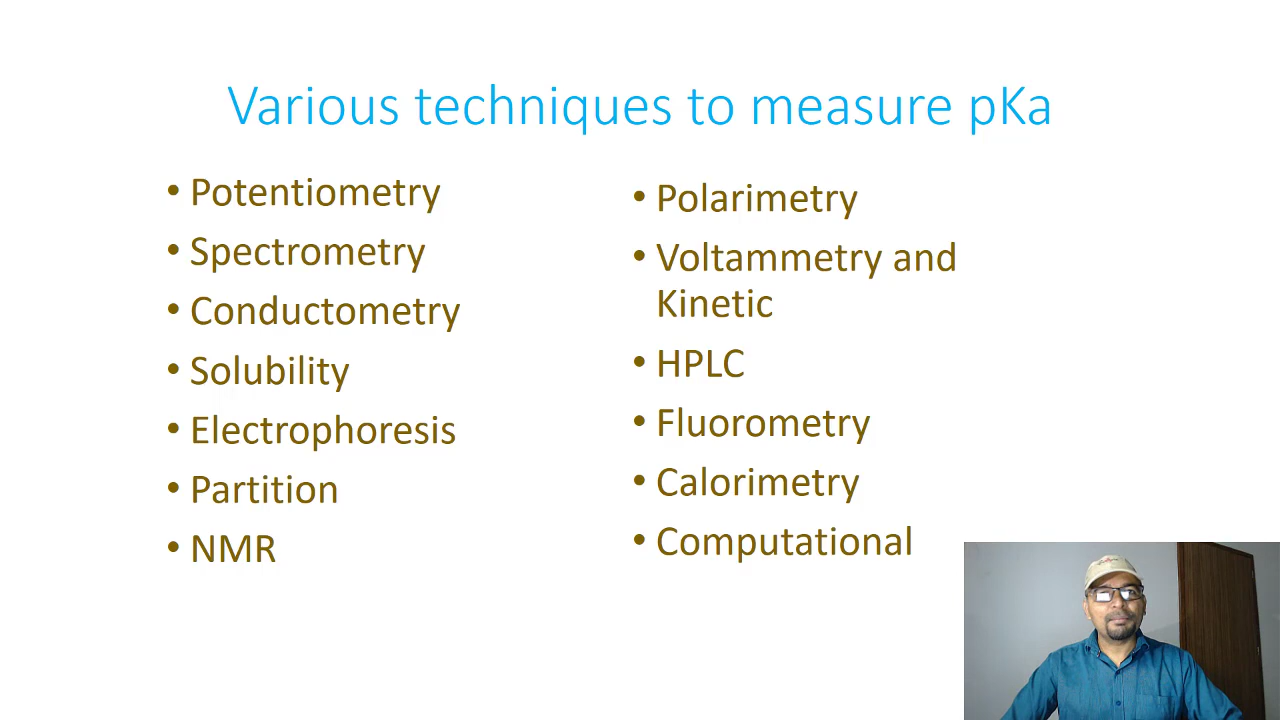 Various techniques to measure pKa
• Potentiometry
• Spectrometry
• Conductometry
• Solubility
• Electrophoresis
• Partition
• NMR
• Polarimetry
• Voltammetry and
Kinetic
• HPLC
• Fluorometry
• Calorimetry
• Computational